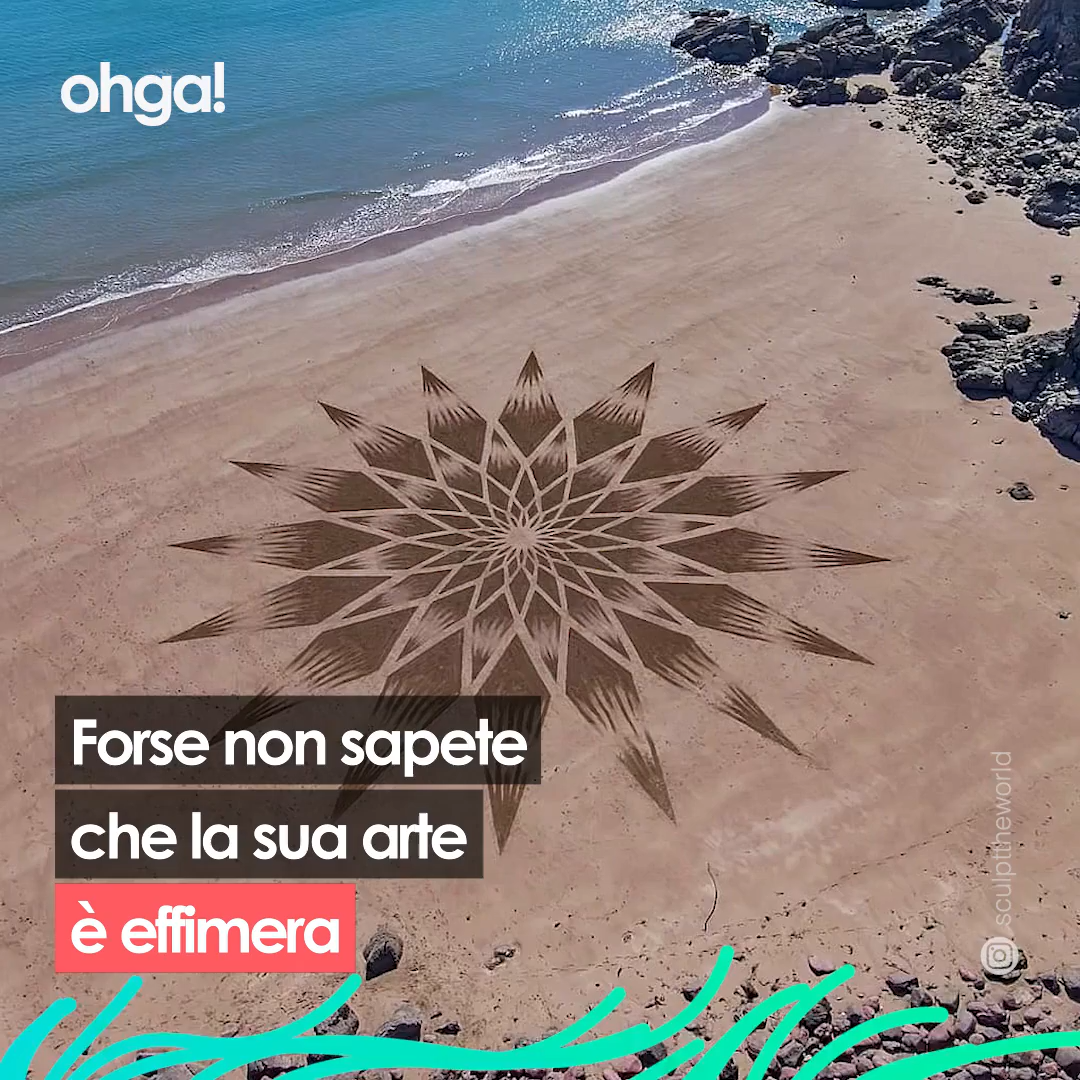 ohga!
Forse non sapete
che la sua arte
è effimera
sculpttheworld